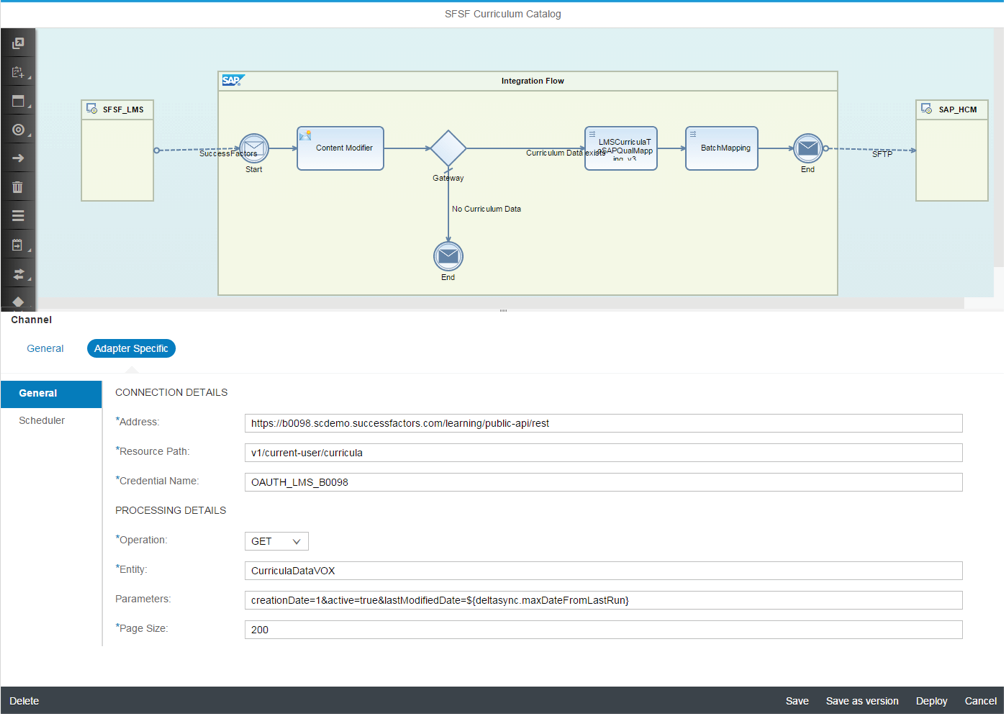 SFSF Curriculum Catalog
SAP
Integration Flow
SFSF_LMS
SAP_HCM
SuccessFactors
Start
Content Modifier
Gateway
Curriculum Data exists
LMSCurriculaT
oSAPQualMapp
ing_v3
BatchMapping
End
SFTP
No Curriculum Data
End
Channel
General
Adapter Specific
General
Scheduler
CONNECTION DETAILS
*Address:
https://b0098.scdemo.successfactors.com/learning/public-api/rest
*Resource Path:
v1/current-user/curricula
*Credential Name:
OAUTH_LMS_B0098
PROCESSING DETAILS
*Operation:
GET
*Entity:
CurriculaDataVOX
Parameters:
creationDate=1&active=true&lastModifiedDate=${deltasync.maxDateFromLastRun}
*Page Size:
200
Delete
Save
Save as version
Deploy
Cancel